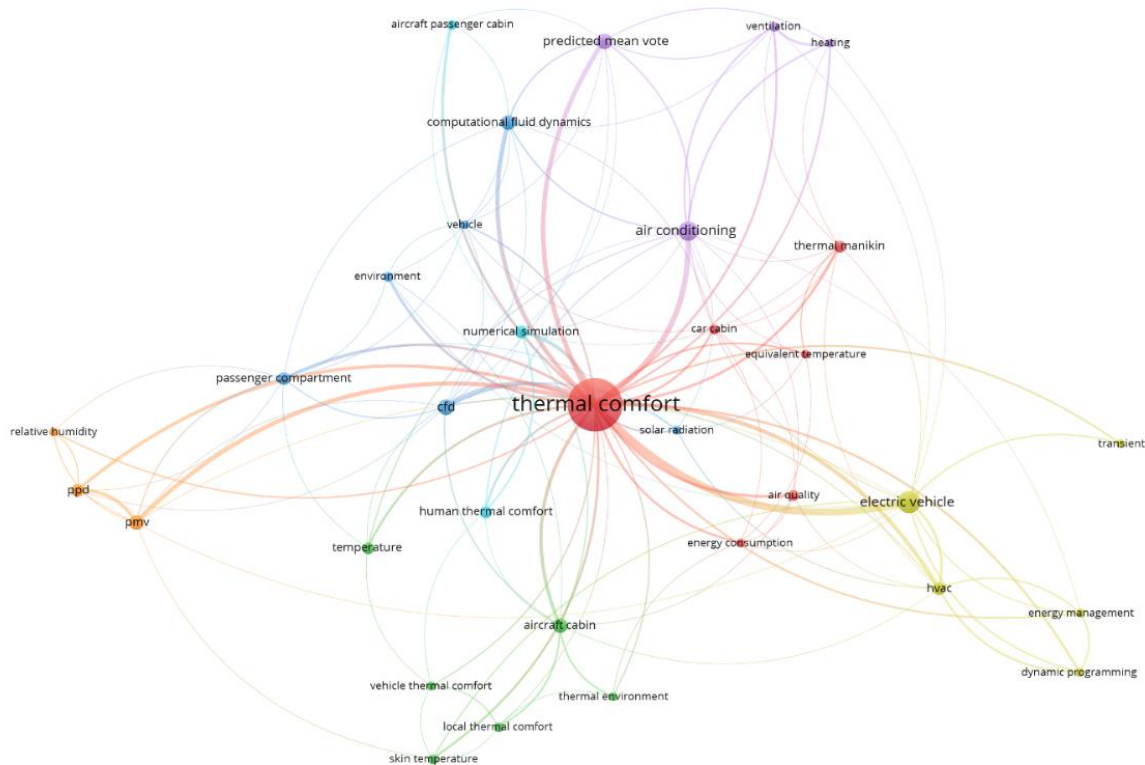 aircraft passenger cabin
predicted mean vote
ventilation
heating
computational fluid dynamics
vehicle
air conditioning
thermal manikin
environment
numerical simulation
car cabin
equivalent temperature
passenger compartment
cfd
thermal comfort
relative humidity
solar radiation
transient
ppd
pmv
air quality
electric vehicle
human thermal comfort
temperature
energy consumption
hvac
aircraft cabin
energy management
vehicle thermal comfort
thermal environment
dynamic programming
local thermal comfort
skin temperature